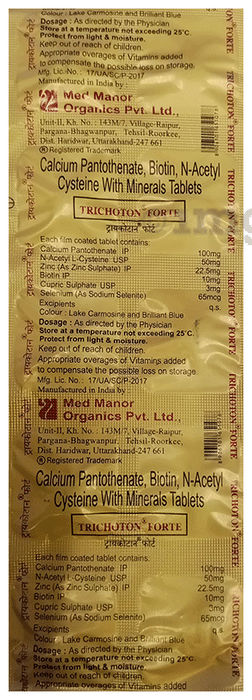 Colour : Lake Carmosine and Brilliant Blue
Dosage : As directed by the Physician
Store at a temperature not exceeding 25°C.
Protect from light & moisture.
Keep out of reach of children.
Appropriate overages of Vitamins added
to compensate the possible loss on storage.
Mfg. Lic. No.: 17/UA/SC/P-2017
Manufactured in India by :
Med Manor
Organics Pvt. Ltd.,
Unit-II, Kh. No.: 143M/7, Village-Raipur,
Pargana-Bhagwanpur, Tehsil-Roorkee,
Dist. Haridwar, Uttarakhand-247 661
® Registered Trademark
Calcium Pantothenate, Biotin, N-Acetyl
Cysteine With Minerals Tablets
TRICHOTON® FORTE
ट्रायकोटान® फोर्ट
Each film coated tablet contains:
Calcium Pantothenate IP 100mg
N-Acetyl L-Cysteine USP 50mg
Zinc (As Zinc Sulphate) IP 22.5mg
Biotin IP 10mg
Cupric Sulphate USP 3mg
Selenium (As Sodium Selenite) 65mcg
Excipients q.s.
Colour : Lake Carmosine and Brilliant Blue
Dosage : As directed by the Physician
Store at a temperature not exceeding 25°C.
Protect from light & moisture.
Keep out of reach of children.
Appropriate overages of Vitamins added
to compensate the possible loss on storage.
Mfg. Lic. No.: 17/UA/SC/P-2017
Manufactured in India by :
Med Manor
Organics Pvt. Ltd.,
Unit-II, Kh. No.: 143M/7, Village-Raipur,
Pargana-Bhagwanpur, Tehsil-Roorkee,
Dist. Haridwar, Uttarakhand-247 661
® Registered Trademark
Calcium Pantothenate, Biotin, N-Acetyl
Cysteine With Minerals Tablets
TRICHOTON® FORTE
ट्रायकोटान® फोर्ट
Each film coated tablet contains:
Calcium Pantothenate IP 100mg
N-Acetyl L-Cysteine USP 50mg
Zinc (As Zinc Sulphate) IP 22.5mg
Biotin IP 10mg
Cupric Sulphate USP 3mg
Selenium (As Sodium Selenite) 65mcg
Excipients q.s.
Colour : Lake Carmosine and Brilliant Blue
Dosage : As directed by the Physician
Store at a temperature not exceeding 25°C.
Protect from light & moisture.
Keep out of reach of children.
Appropriate overages of Vitamins added